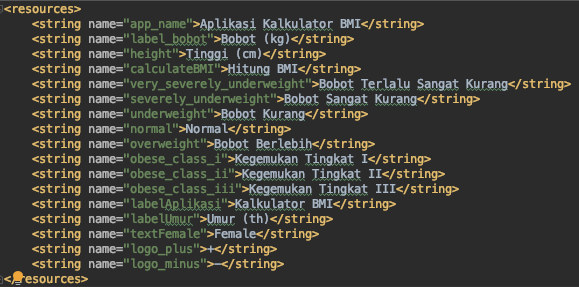 <resources>
<string name="app_name">Aplikasi Kalkulator BMI</string>
<string name="label_bobot">Bobot (kg)</string>
<string name="height">Tinggi (cm)</string>
<string name="calculateBMI">Hitung BMI</string>
<string name="very_severely_underweight">Bobot Terlalu Sangat Kurang</string>
<string name="severely_underweight">Bobot Sangat Kurang</string>
<string name="underweight">Bobot Kurang</string>
<string name="normal">Normal</string>
<string name="overweight">Bobot Berlebih</string>
<string name="obese_class_i">Kegemukan Tingkat I</string>
<string name="obese_class_ii">Kegemukan Tingkat II</string>
<string name="obese_class_iii">Kegemukan Tingkat III</string>
<string name="labelAplikasi">Kalkulator BMI</string>
<string name="labelUmur">Umur (th)</string>
<string name="textFemale">Female</string>
<string name="logo_plus">+</string>
<string name="logo_minus">–</string>
</resources>